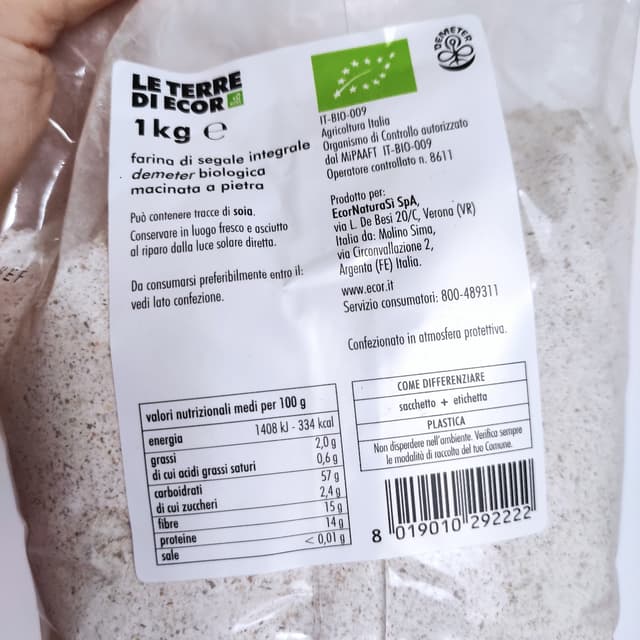 LE TERRE
DI ECOR
1 kg e
farina di segale integrale
demeter biologica
macinata a pietra
Può contenere tracce di soia.
Conservare in luogo fresco e asciutto
al riparo dalla luce solare diretta.
Da consumarsi preferibilmente entro il:
vedi lato confezione.
DEMETER
IT-BIO-009
Agricoltura Italia
Organismo di Controllo autorizzato
dal MiPAAFT IT-BIO-009
Operatore controllato n. 8611
Prodotto per:
EcorNaturaSì SpA,
via L. De Besi 20/C, Verona (VR)
Italia da: Molino Sima,
via Circonvallazione 2,
Argenta (FE) Italia.
www.ecor.it
Servizio consumatori: 800-489311
Confezionato in atmosfera protettiva.
valori nutrizionali medi per 100 g
energia 1408 kJ - 334 kcal
grassi 2,0 g
di cui acidi grassi saturi 0,6 g
carboidrati 57 g
di cui zuccheri 2,4 g
fibre 15 g
proteine 14 g
sale < 0,01 g
COME DIFFERENZIARE
sacchetto + etichetta
PLASTICA
Non disperdere nell'ambiente. Verifica sempre
le modalità di raccolta del tuo Comune.
8 019010 292222